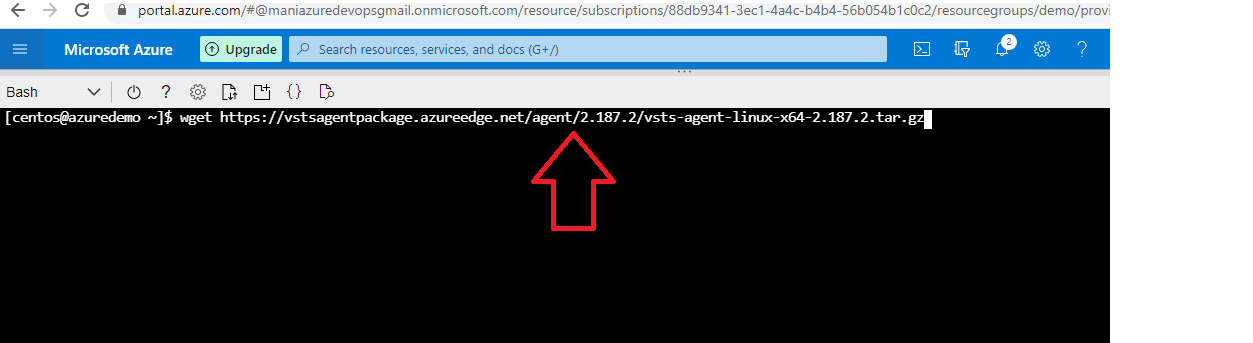 portal.azure.com/#@maniazuredevopsgmail.onmicrosoft.com/resource/subscriptions/88db9341-3ec1-4a4c-b4b4-56b054b1c0c2/resourcegroups/demo/provi
Microsoft Azure Upgrade Search resources, services, and docs (G+/) 2 ?
Bash ? {}
[centos@azuredemo ~]$ wget https://vstsagentpackage.azureedge.net/agent/2.187.2/vsts-agent-linux-x64-2.187.2.tar.gz